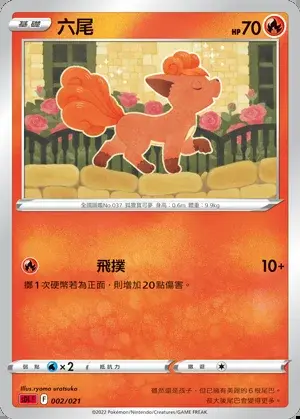 基礎 六尾 HP70
全國圖鑑No.037 狐狸寶可夢 身高:0.6m 體重:9.9kg
飛撲 10+
擲1次硬幣若為正面,則增加20點傷害。
弱點 ×2 抵抗力 撤退
F 002/021
Illus.ryoma uratsuka
雖然還是孩子,但已擁有美麗的6根尾巴。
長大後尾巴會變得更多。
©2022 Pokémon/Nintendo/Creatures/GAME FREAK